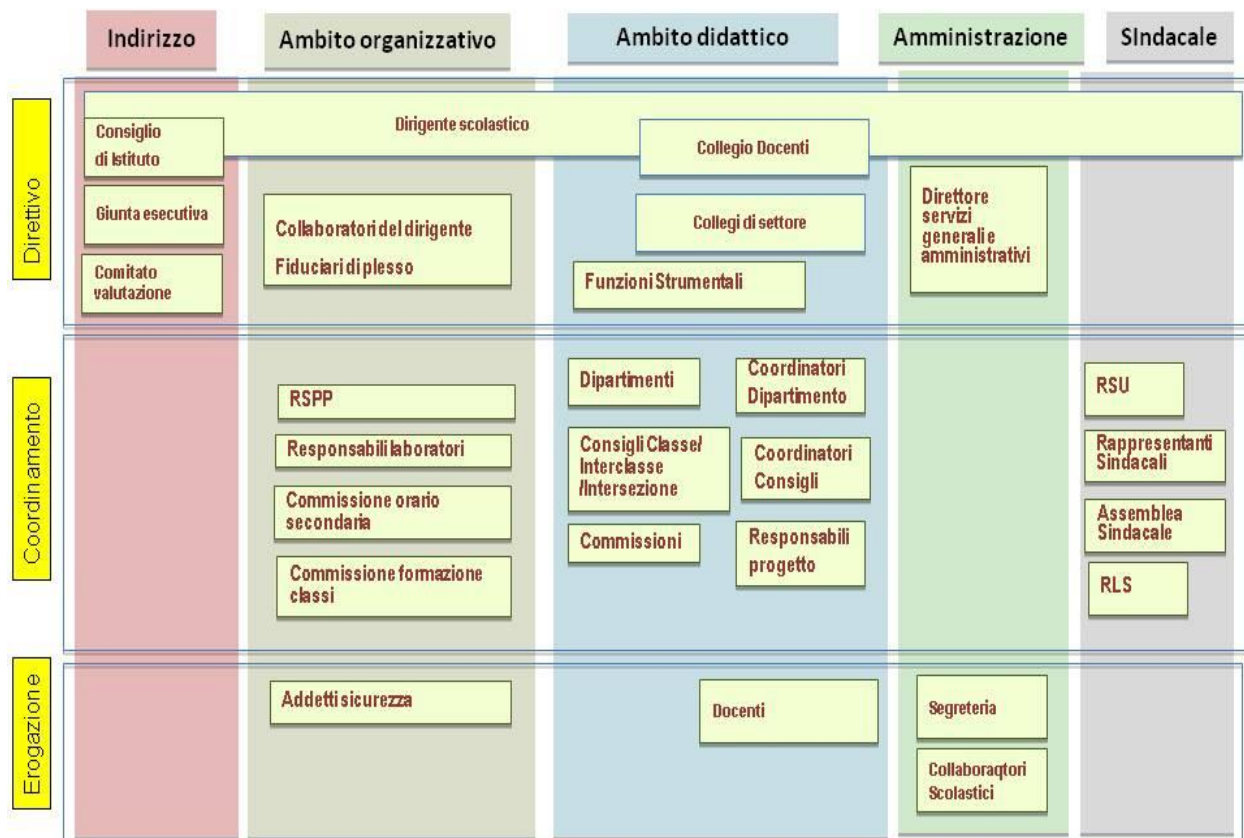 Indirizzo
Ambito organizzativo
Ambito didattico
Amministrazione
SIndacale
Direttivo
Dirigente scolastico
Consiglio
di Istituto
Giunta esecutiva
Comitato
valutazione
Collaboratori del dirigente
Fiduciari di plesso
Collegio Docenti
Collegi di settore
Funzioni Strumentali
Direttore
servizi
generali e
amministrativi
Coordinamento
RSPP
Responsabili laboratori
Commissione orario
secondaria
Commissione formazione
classi
Dipartimenti
Consigli Classe/
Interclasse
/Intersezione
Commissioni
Coordinatori
Dipartimento
Coordinatori
Consigli
Responsabili
progetto
RSU
Rappresentanti
Sindacali
Assemblea
Sindacale
RLS
Erogazione
Addetti sicurezza
Docenti
Segreteria
Collaboraqtori
Scolastici